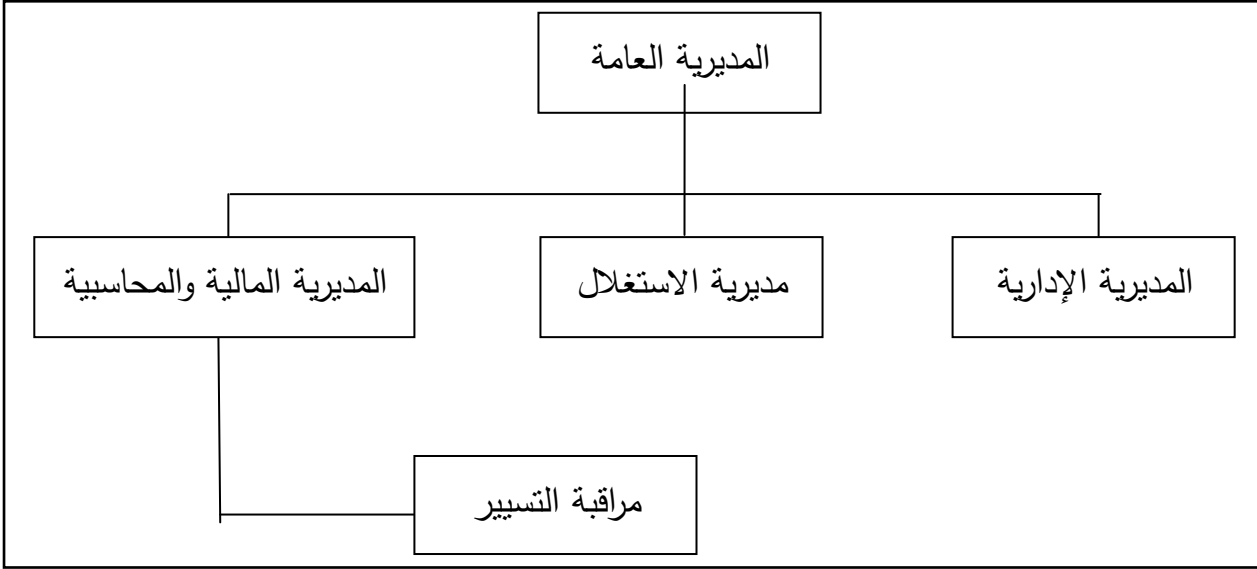 المديرية العامة
المديرية الإدارية
مديرية الاستغلال
المديرية المالية والمحاسبية
مراقبة التسيير